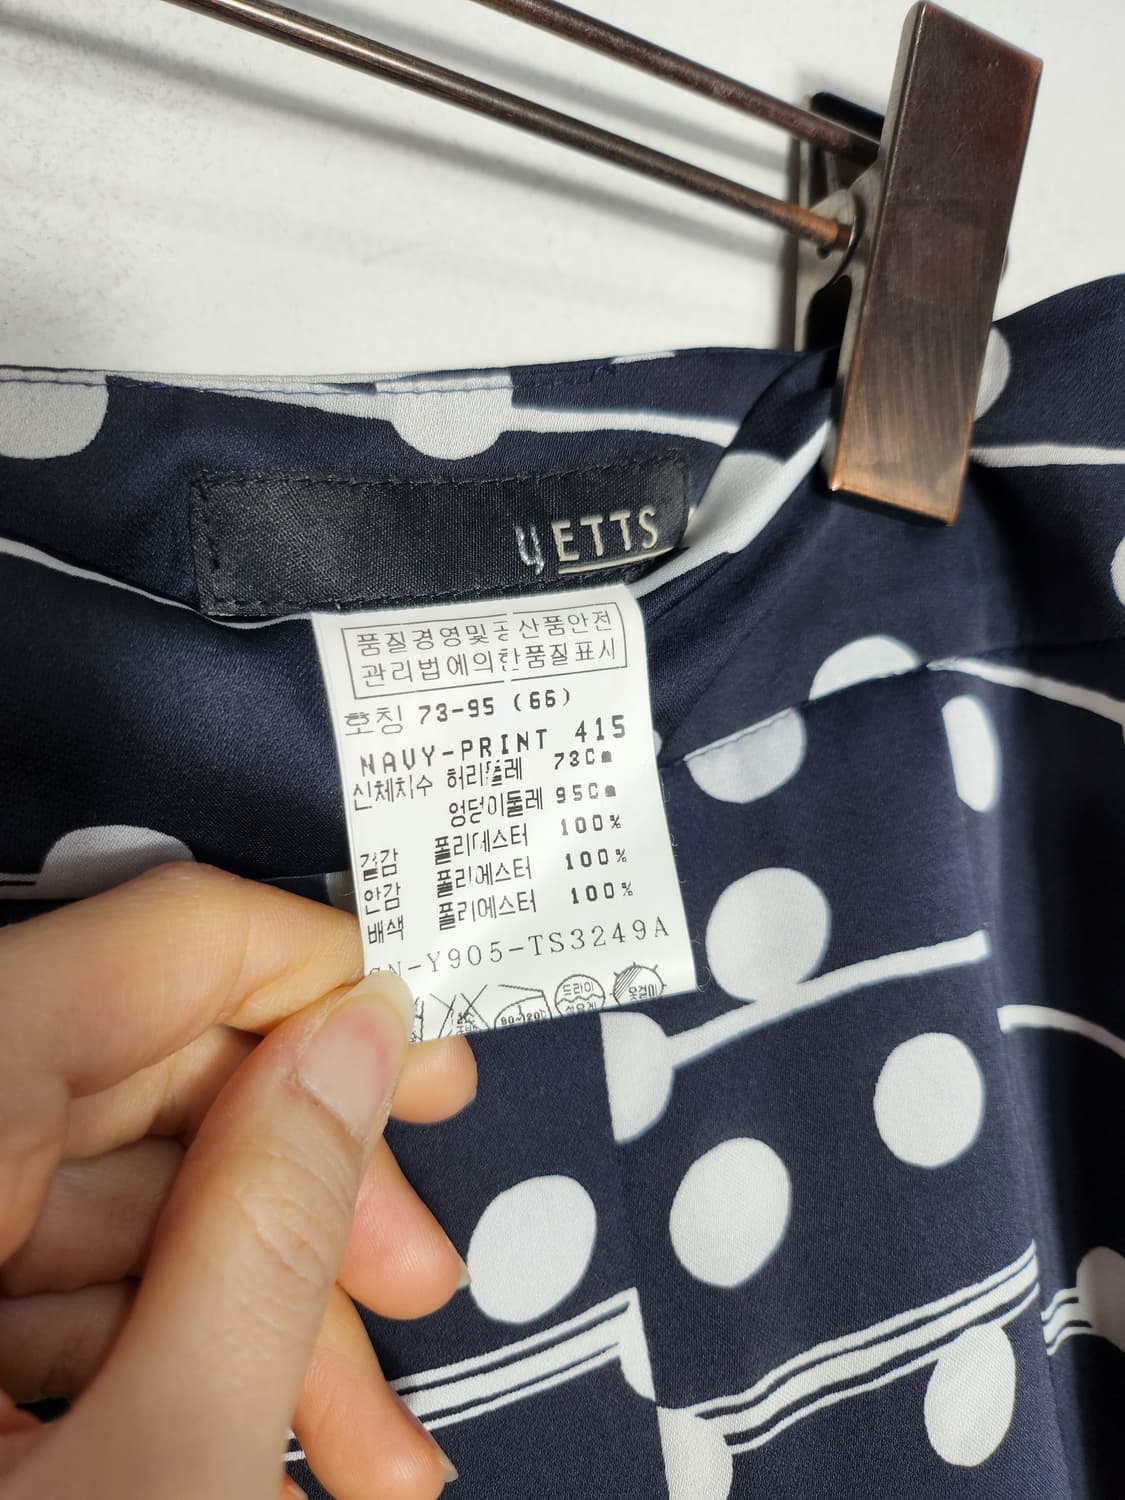 yETTS
품질경영및공산품안전
관리법에의한품질표시
호칭 73-95 (66)
NAVY-PRINT 415
신체치수 허리둘레 73Cm
엉덩이둘레 95Cm
겉감 폴리에스터 100%
안감 폴리에스터 100%
배색 폴리에스터 100%
GN-Y905-TS3249A
드라이
옷걸이